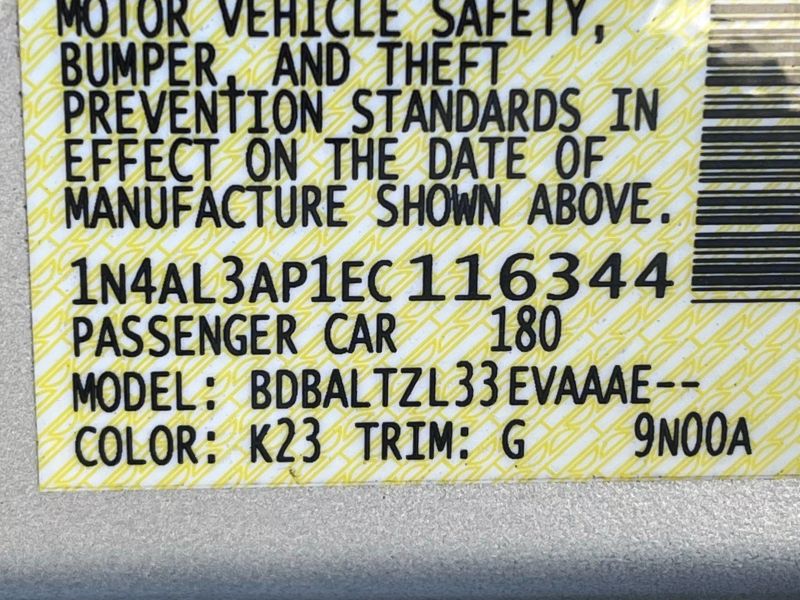 MOTOR VEHICLE SAFETY,
BUMPER, AND THEFT
PREVENTION STANDARDS IN
EFFECT ON THE DATE OF
MANUFACTURE SHOWN ABOVE.
1N4AL3AP1EC116344
PASSENGER CAR 180
MODEL: BDBALTZL33EVAAAE--
COLOR: K23 TRIM: G 9N00A